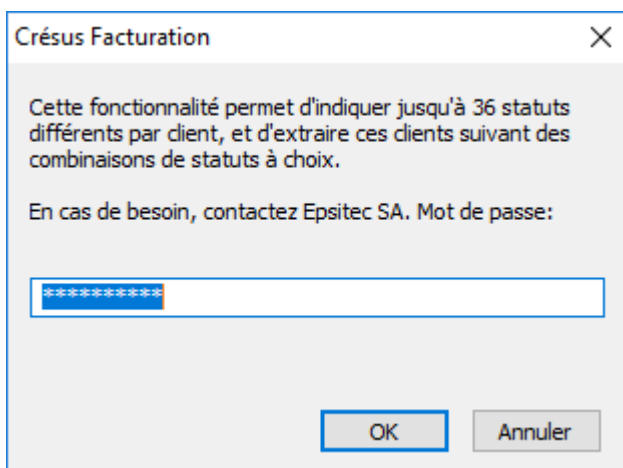 Crésus Facturation
Cette fonctionnalité permet d'indiquer jusqu'à 36 statuts
différents par client, et d'extraire ces clients suivant des
combinaisons de statuts à choix.
En cas de besoin, contactez Epsitec SA. Mot de passe:
**********
OK
Annuler